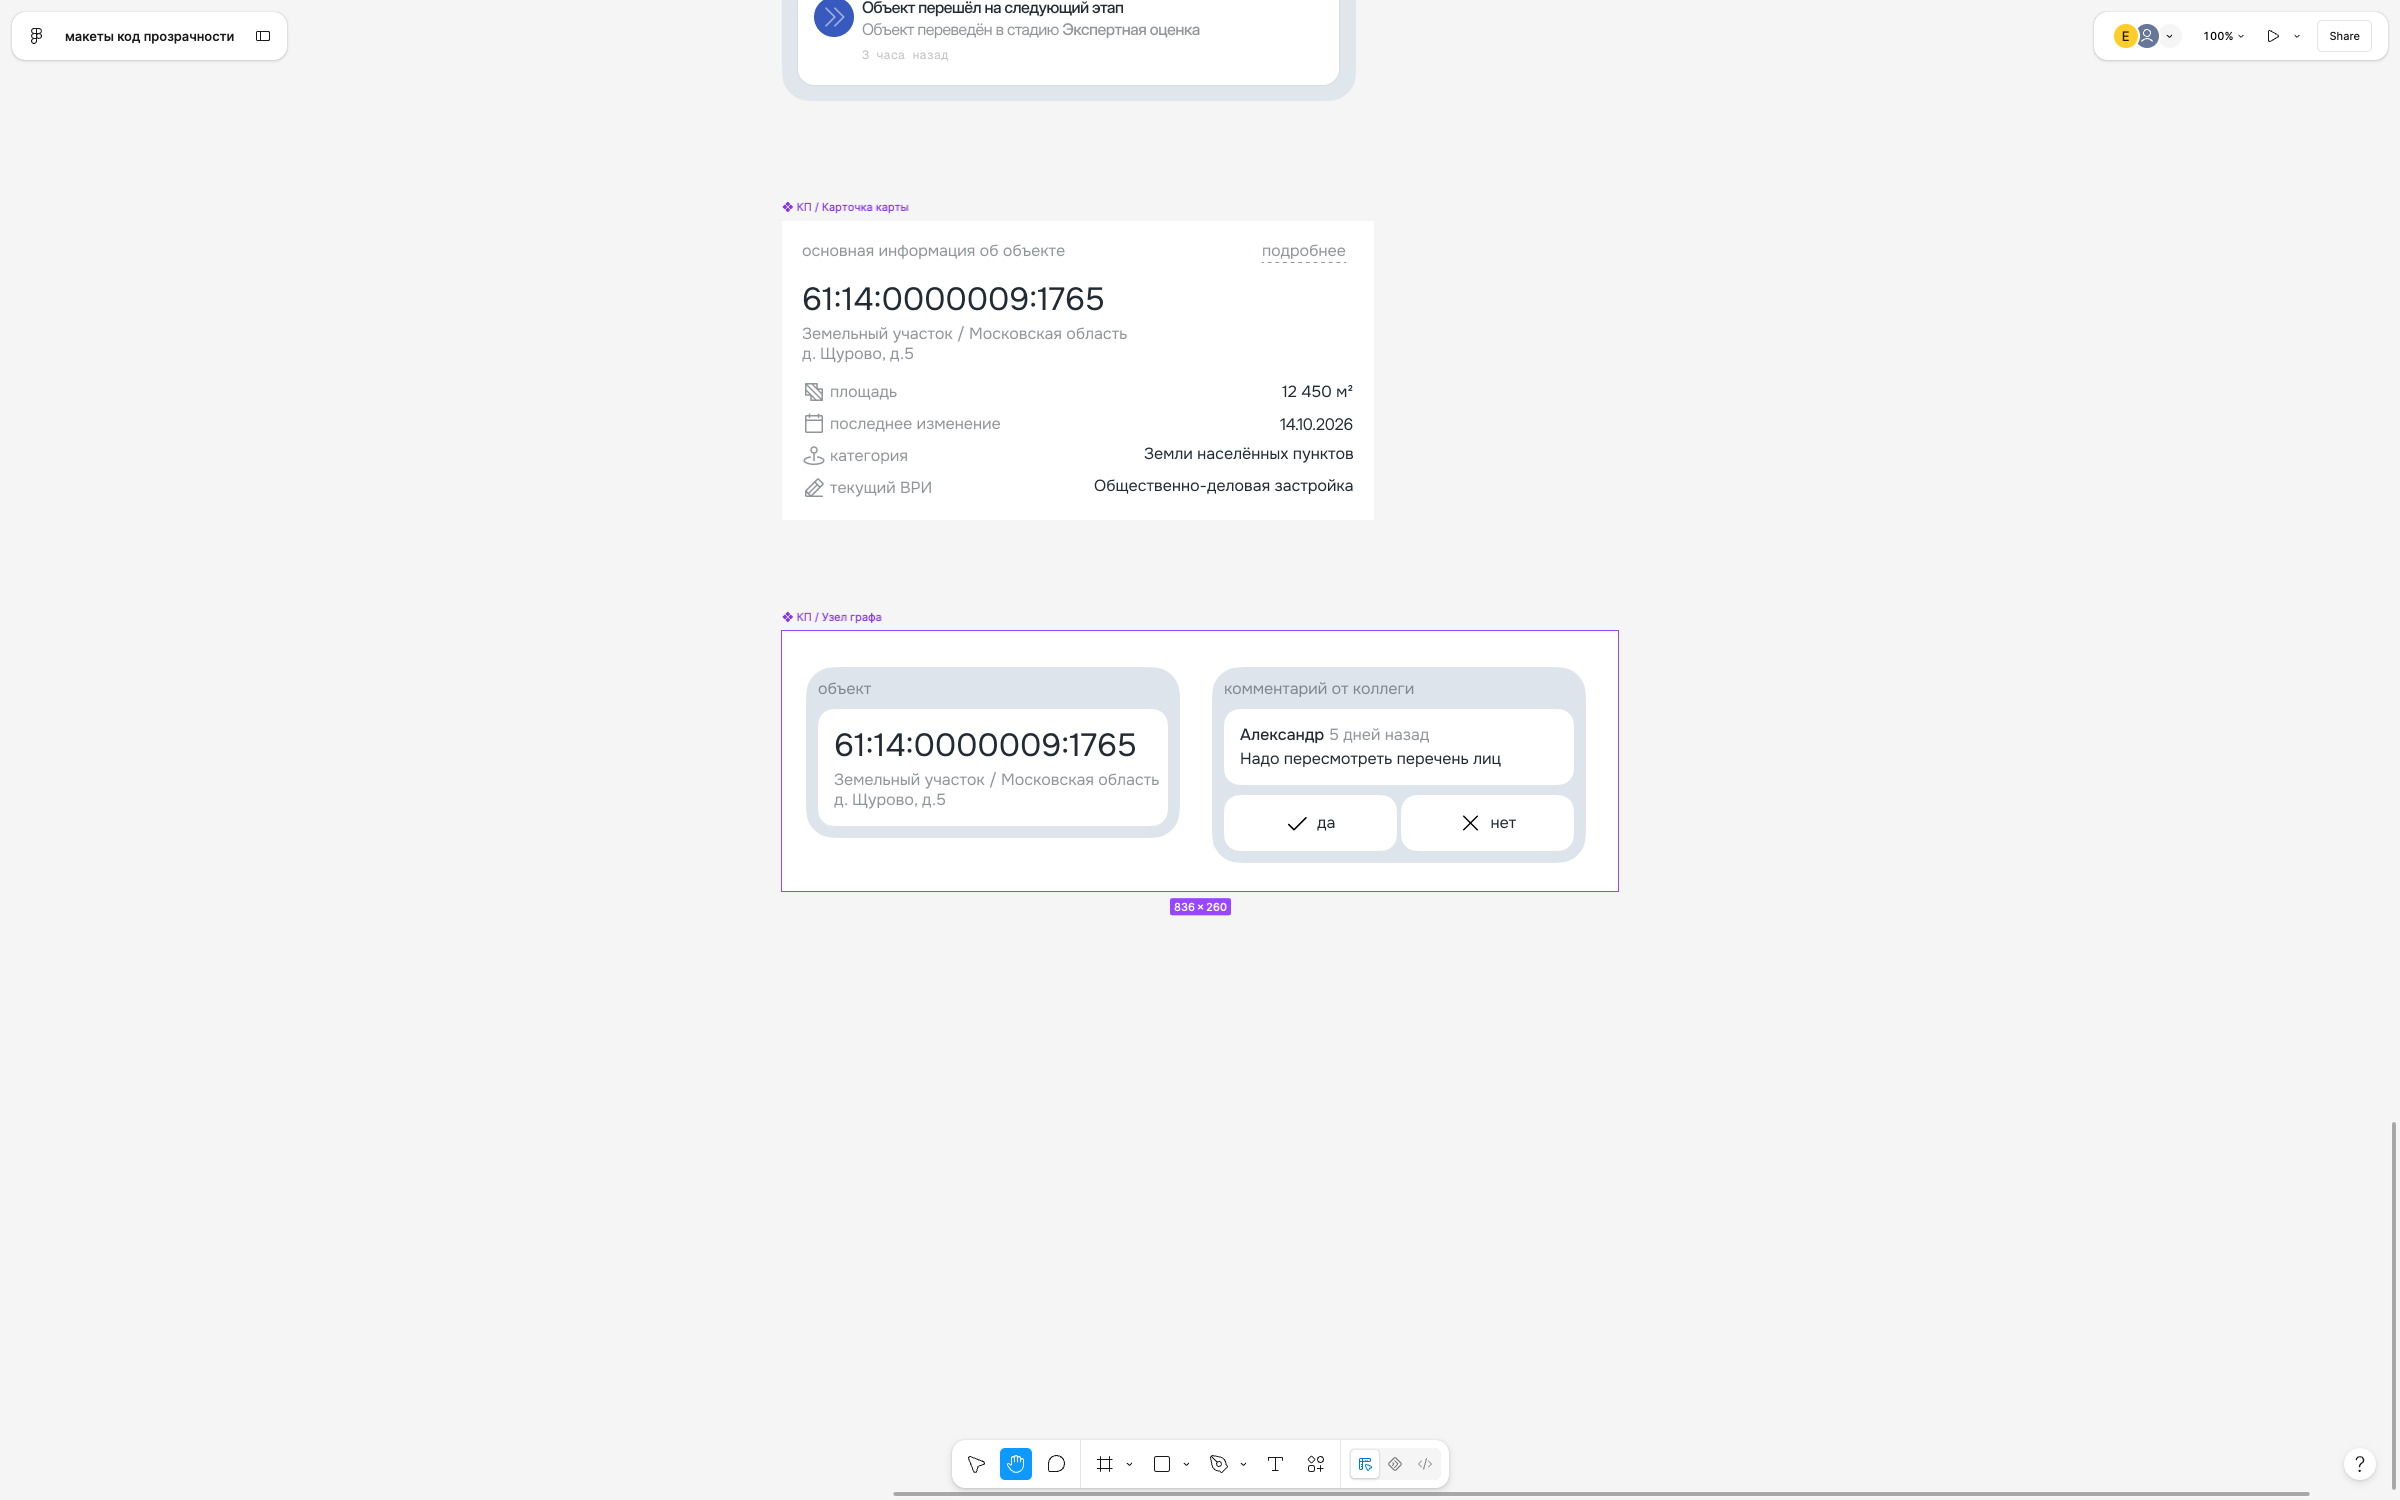 макеты код прозрачности
E
100%
Share
Объект перешёл на следующий этап
Объект переведён в стадию Экспертная оценка
3 часа назад
КП / Карточка карты
основная информация об объекте
подробнее
61:14:0000009:1765
Земельный участок / Московская область
д. Щурово, д.5
площадь
12 450 м²
последнее изменение
14.10.2026
категория
Земли населённых пунктов
текущий ВРИ
Общественно-деловая застройка
КП / Узел графа
объект
61:14:0000009:1765
Земельный участок / Московская область
д. Щурово, д.5
комментарий от коллеги
Александр 5 дней назад
Надо пересмотреть перечень лиц
да
нет
836 × 260
?